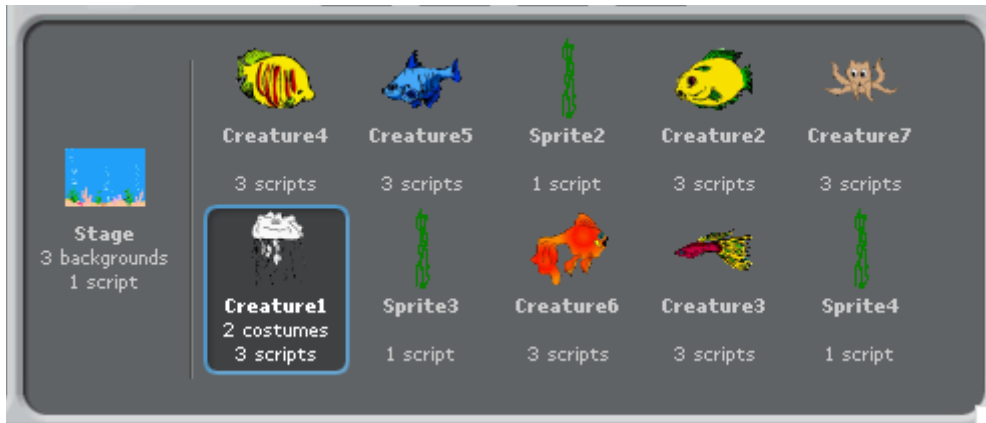 Stage
3 backgrounds
1 script
Creature4
3 scripts
Creature5
3 scripts
Sprite2
1 script
Creature2
3 scripts
Creature7
3 scripts
Creature1
2 costumes
3 scripts
Sprite3
1 script
Creature6
3 scripts
Creature3
3 scripts
Sprite4
1 script